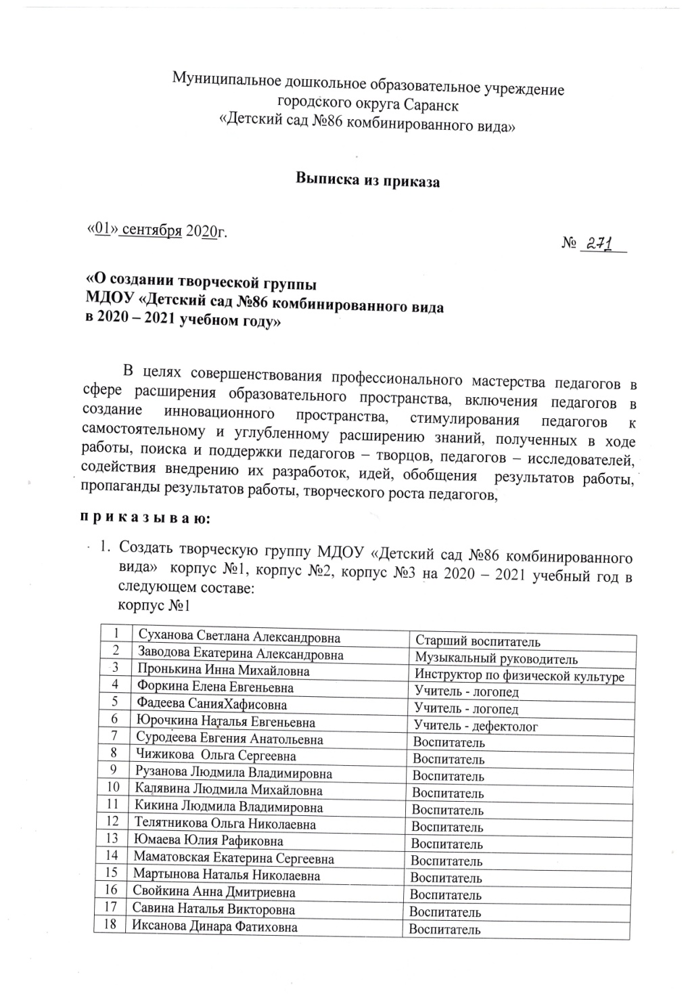 Муниципальное дошкольное образовательное учреждение
городского округа Саранск
«Детский сад №86 комбинированного вида»
Выписка из приказа
«01» сентября 2020г.
№ 271
«О создании творческой группы
МДОУ «Детский сад №86 комбинированного вида
в 2020 – 2021 учебном году»
В целях совершенствования профессионального мастерства педагогов в
сфере расширения образовательного пространства, включения педагогов в
создание инновационного пространства, стимулирования педагогов к
самостоятельному и углубленному расширению знаний, полученных в ходе
работы, поиска и поддержки педагогов – творцов, педагогов – исследователей,
содействия внедрению их разработок, идей, обобщения результатов работы,
пропаганды результатов работы, творческого роста педагогов,
п р и к а з ы в а ю:
1. Создать творческую группу МДОУ «Детский сад №86 комбинированного
вида» корпус №1, корпус №2, корпус №3 на 2020 – 2021 учебный год в
следующем составе:
корпус №1
1 Суханова Светлана Александровна Старший воспитатель
2 Заводова Екатерина Александровна Музыкальный руководитель
3 Пронькина Инна Михайловна Инструктор по физической культуре
4 Форкина Елена Евгеньевна Учитель - логопед
5 Фадеева СанияХафисовна Учитель - логопед
6 Юрочкина Наталья Евгеньевна Учитель - дефектолог
7 Суродеева Евгения Анатольевна Воспитатель
8 Чижикова Ольга Сергеевна Воспитатель
9 Рузанова Людмила Владимировна Воспитатель
10 Калявина Людмила Михайловна Воспитатель
11 Кикина Людмила Владимировна Воспитатель
12 Телятникова Ольга Николаевна Воспитатель
13 Юмаева Юлия Рафиковна Воспитатель
14 Маматовская Екатерина Сергеевна Воспитатель
15 Мартынова Наталья Николаевна Воспитатель
16 Свойкина Анна Дмитриевна Воспитатель
17 Савина Наталья Викторовна Воспитатель
18 Иксанова Динара Фатиховна Воспитатель